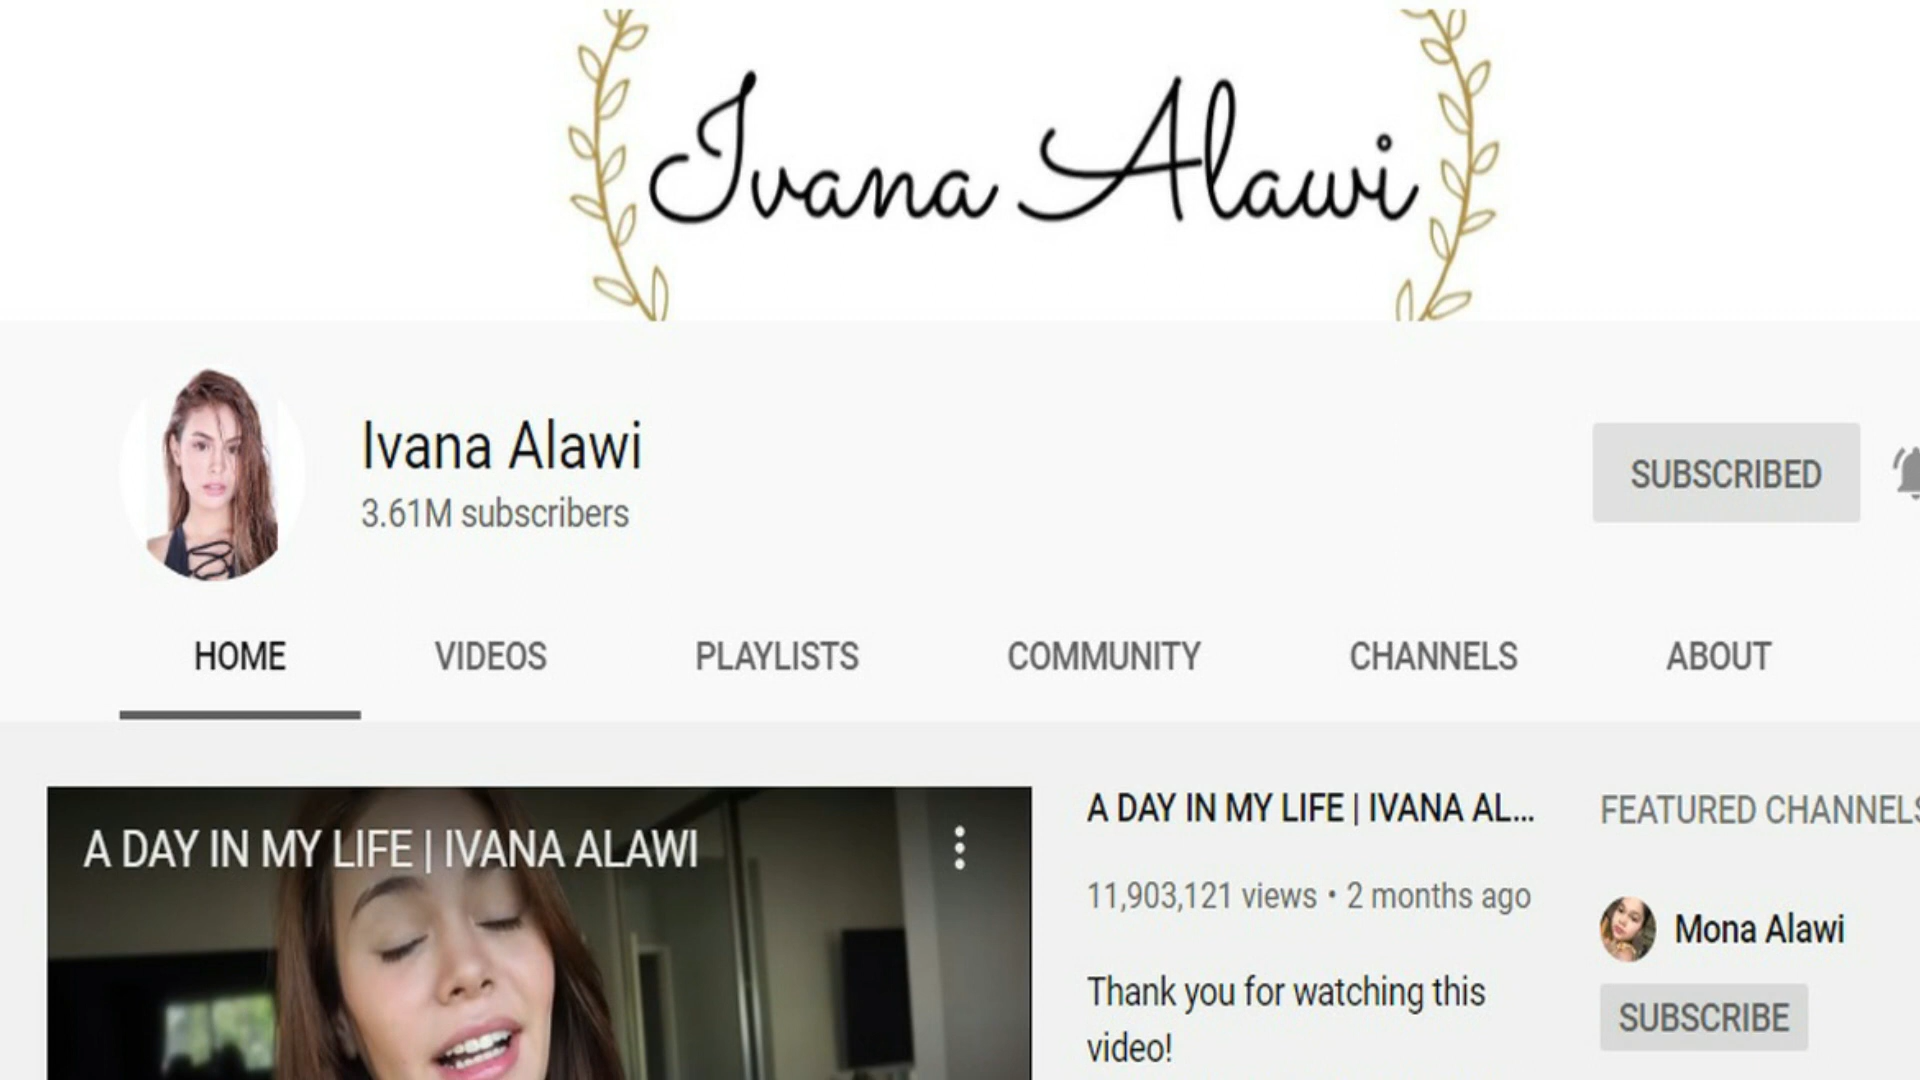 Ivana Alawi
Ivana Alawi
3.61M subscribers
SUBSCRIBED
HOME
VIDEOS
PLAYLISTS
COMMUNITY
CHANNELS
ABOUT
A DAY IN MY LIFE | IVANA ALAWI
A DAY IN MY LIFE | IVANA AL...
11,903,121 views • 2 months ago
Thank you for watching this
video!
FEATURED CHANNELS
Mona Alawi
SUBSCRIBE